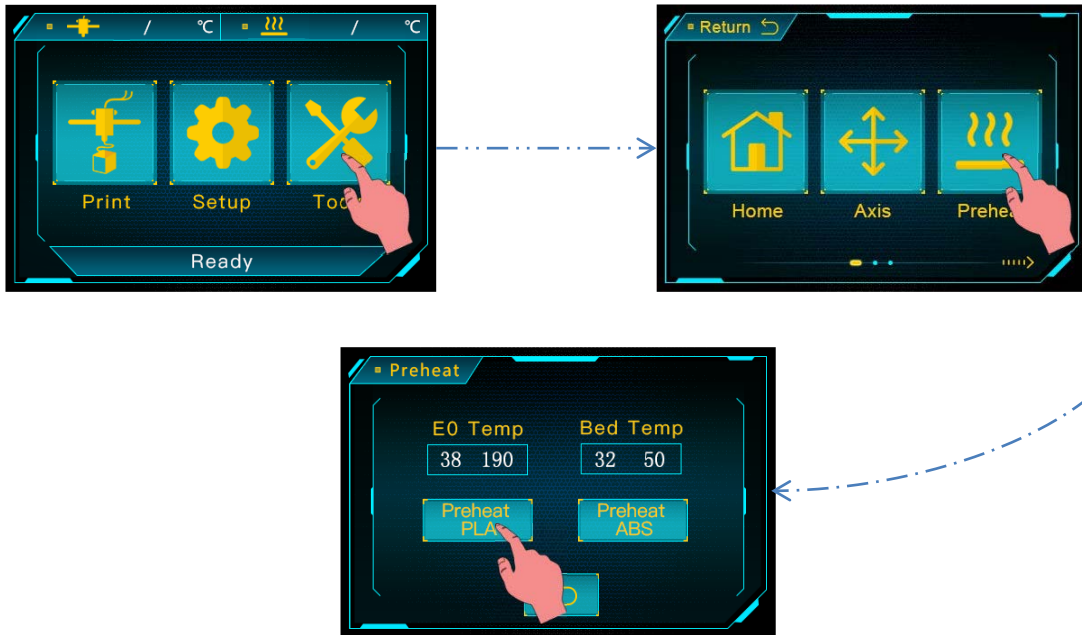 / ℃ / ℃
Print Setup
Ready
Return
Home Axis
Preheat
E0 Temp Bed Temp
38 190 32 50
Preheat Preheat
PLA ABS